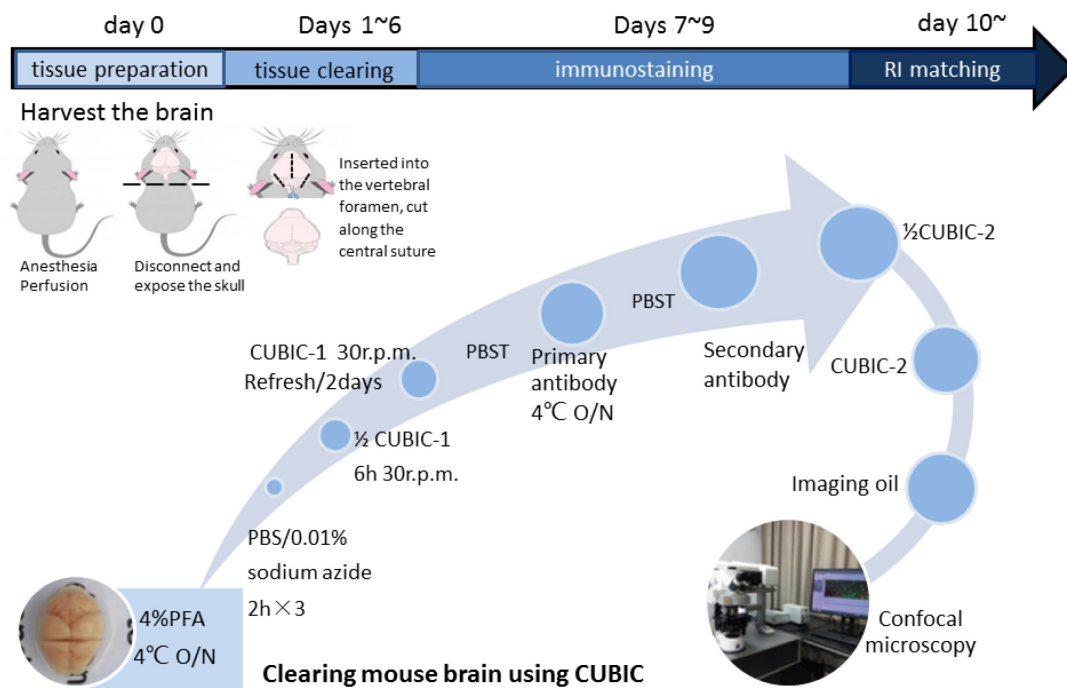 day 0
Days 1~6
Days 7~9
day 10~
tissue preparation
tissue clearing
immunostaining
RI matching
Harvest the brain
Anesthesia
Perfusion
Disconnect and
expose the skull
Inserted into
the vertebral
foramen, cut
along the
central suture
4%PFA
4℃ O/N
PBS/0.01%
sodium azide
2h×3
½ CUBIC-1
6h 30r.p.m.
CUBIC-1 30r.p.m.
Refresh/2days
PBST
Primary
antibody
4℃ O/N
PBST
Secondary
antibody
½CUBIC-2
CUBIC-2
Imaging oil
Confocal
microscopy
Clearing mouse brain using CUBIC